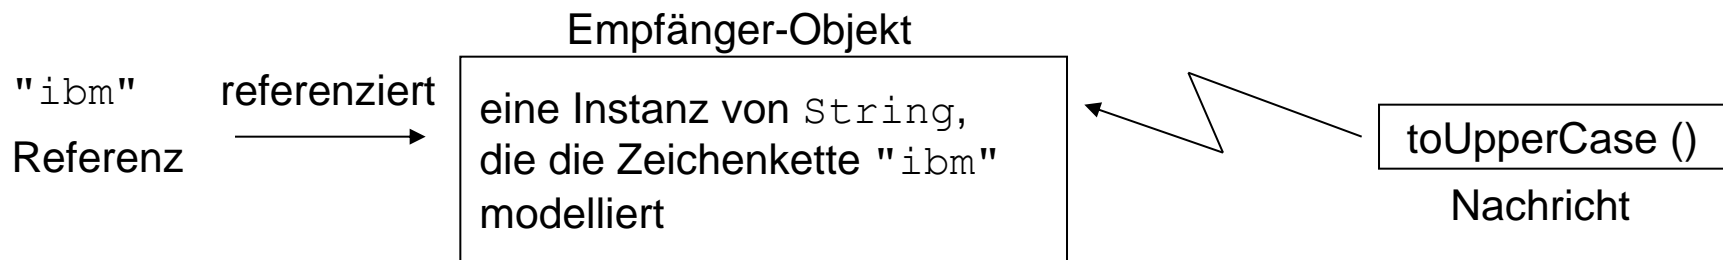 Empfänger-Objekt
"ibm" referenziert
Referenz
eine Instanz von String,
die die Zeichenkette "ibm"
modelliert
toUpperCase ()
Nachricht